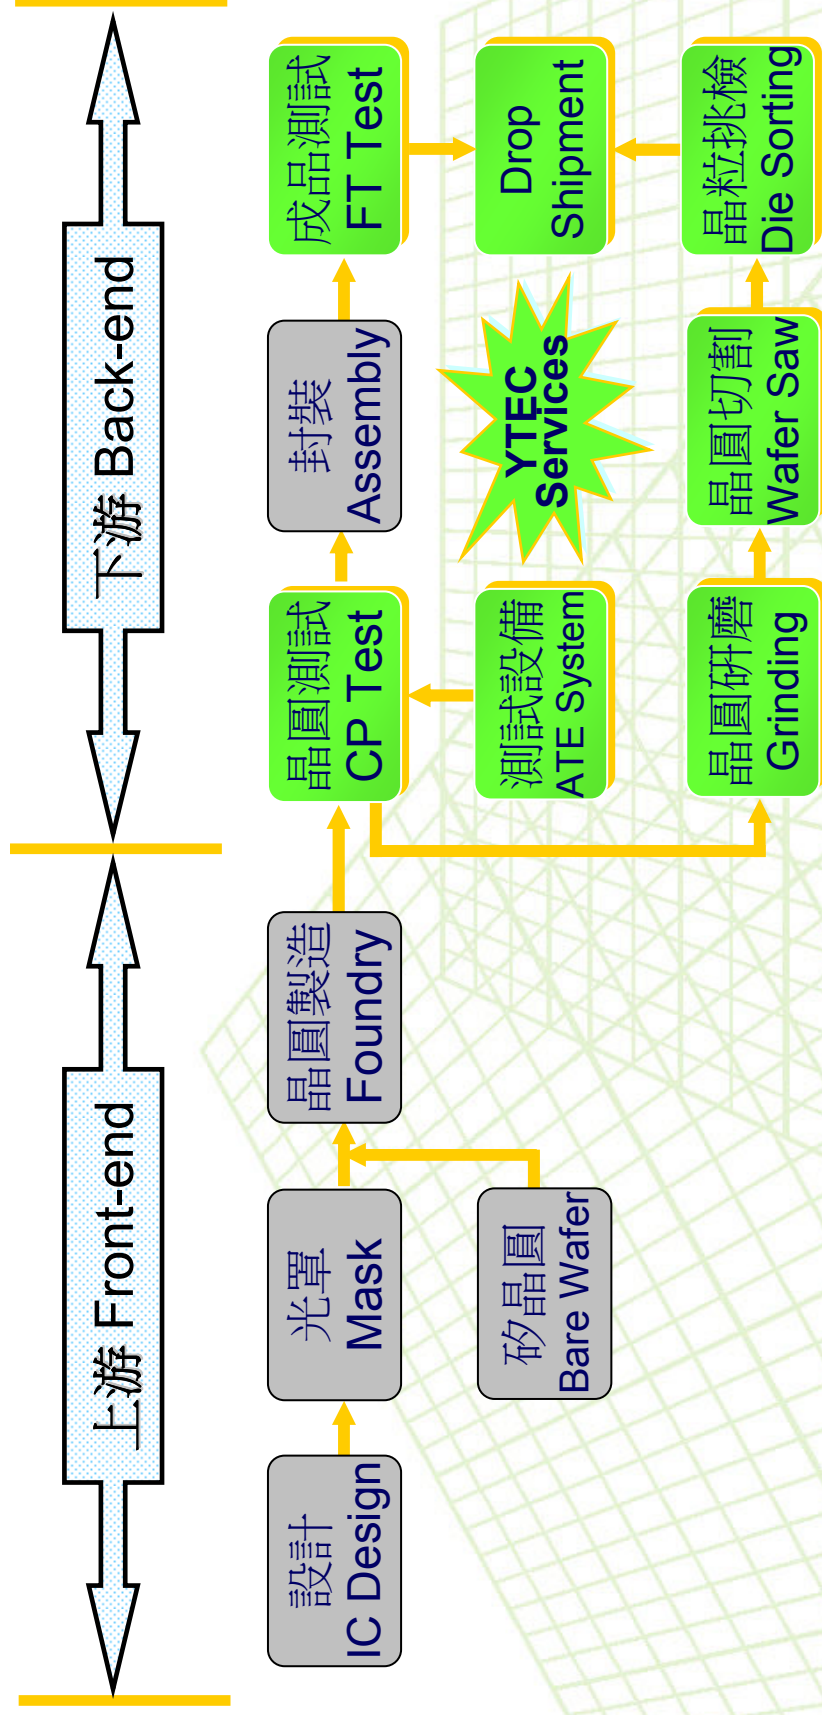 上游 Front-end
下游 Back-end
設計
IC Design
光罩
Mask
晶圓製造
Foundry
晶圓測試
CP Test
封裝
Assembly
成品測試
FT Test
矽晶圓
Bare Wafer
測試設備
ATE System
YTEC
Services
Drop
Shipment
晶圓研磨
Grinding
晶圓切割
Wafer Saw
晶粒挑檢
Die Sorting